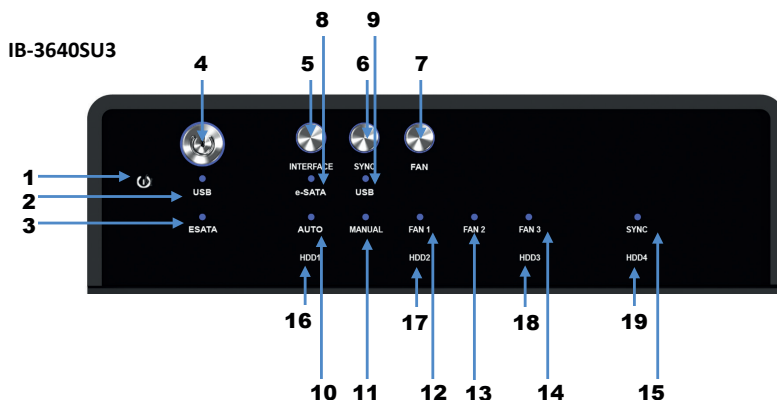 8 9
IB-3640SU3
4 5 6 7
INTERFACE SYNC FAN
1
2 USB e-SATA USB
3 ESATA AUTO MANUAL FAN 1 FAN 2 FAN 3 SYNC
HDD1 HDD2 HDD3 HDD4
16 17 18 19
10 11 12 13 14 15